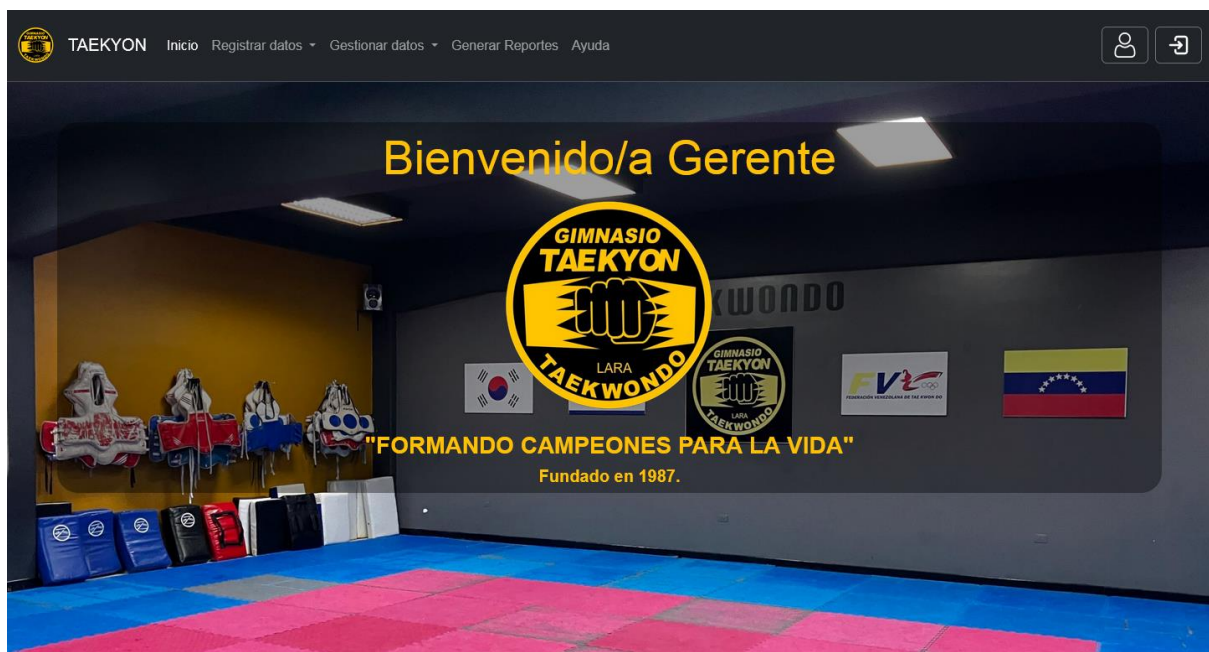 TAEKYON Inicio Registrar datos Gestionar datos Generar Reportes Ayuda
Bienvenido/a Gerente
GIMNASIO
TAEKYON
LARA
TAEKWONDO
KWONDO
GIMNASIO
TAEKYON
LARA
TAEKWONDO
FVT
FEDERACIÓN VENEZOLANA DE TAE KWON DO
"FORMANDO CAMPEONES PARA LA VIDA"
Fundado en 1987.